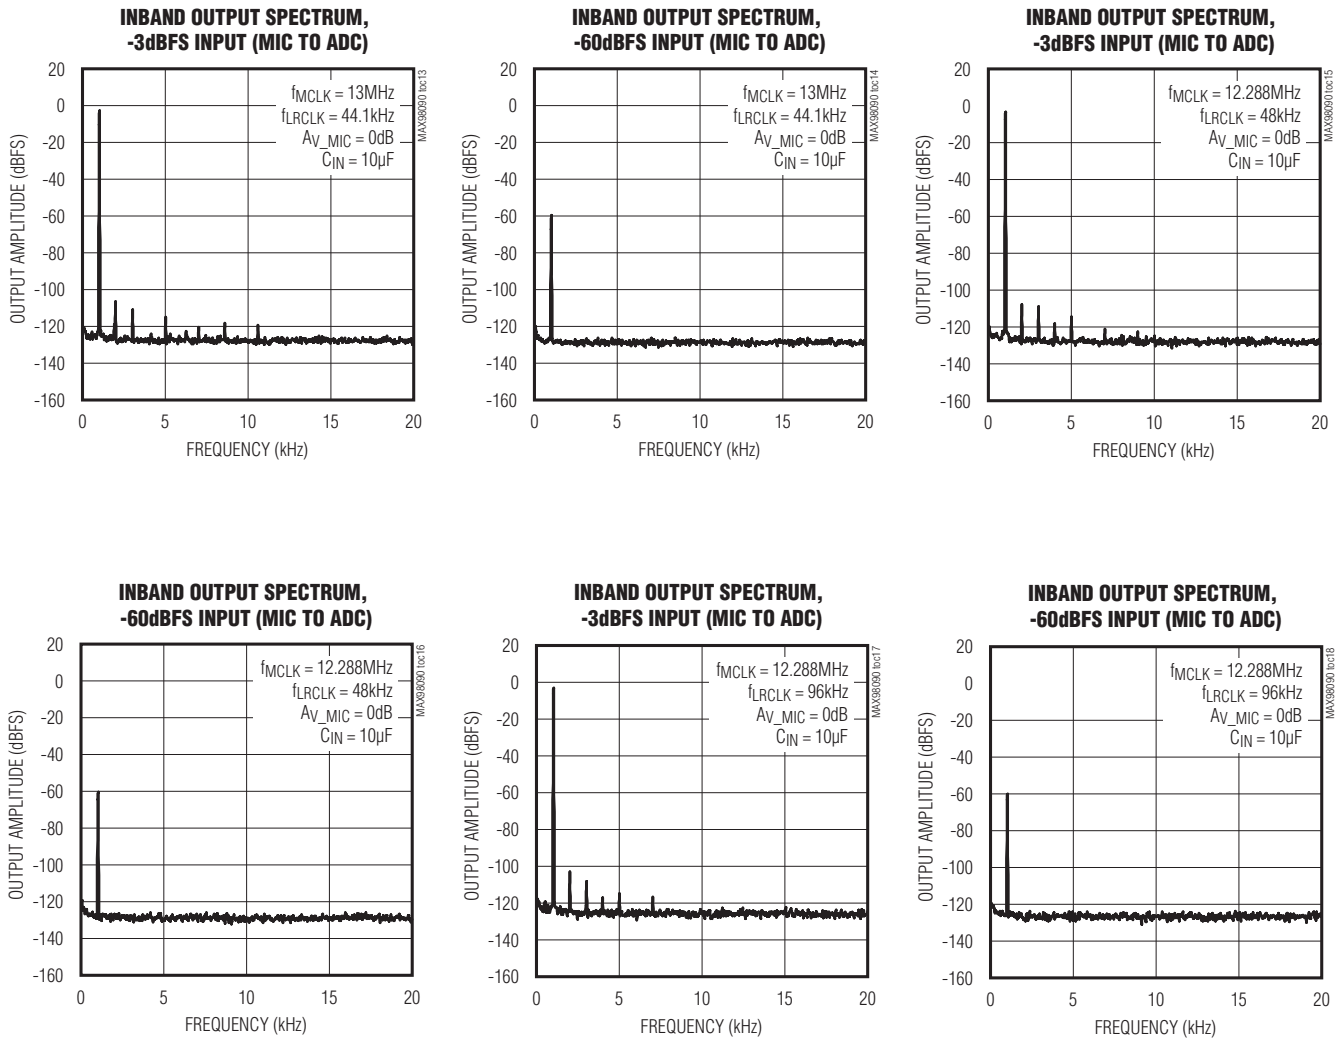 INBAND OUTPUT SPECTRUM,
-3dBFS INPUT (MIC TO ADC)
20
0
-20
-40
-60
-80
-100
-120
-140
-160
OUTPUT AMPLITUDE (dBFS)
fMCLK = 13MHz
fLRCLK = 44.1kHz
AV_MIC = 0dB
CIN = 10µF
MAX98090 toc13
0 5 10 15 20
FREQUENCY (kHz)
INBAND OUTPUT SPECTRUM,
-60dBFS INPUT (MIC TO ADC)
20
0
-20
-40
-60
-80
-100
-120
-140
-160
OUTPUT AMPLITUDE (dBFS)
fMCLK = 13MHz
fLRCLK = 44.1kHz
AV_MIC = 0dB
CIN = 10µF
MAX98090 toc14
0 5 10 15 20
FREQUENCY (kHz)
INBAND OUTPUT SPECTRUM,
-3dBFS INPUT (MIC TO ADC)
20
0
-20
-40
-60
-80
-100
-120
-140
-160
OUTPUT AMPLITUDE (dBFS)
fMCLK = 12.288MHz
fLRCLK = 48kHz
AV_MIC = 0dB
CIN = 10µF
MAX98090 toc15
0 5 10 15 20
FREQUENCY (kHz)
INBAND OUTPUT SPECTRUM,
-60dBFS INPUT (MIC TO ADC)
20
0
-20
-40
-60
-80
-100
-120
-140
-160
OUTPUT AMPLITUDE (dBFS)
fMCLK = 12.288MHz
fLRCLK = 48kHz
AV_MIC = 0dB
CIN = 10µF
MAX98090 toc16
0 5 10 15 20
FREQUENCY (kHz)
INBAND OUTPUT SPECTRUM,
-3dBFS INPUT (MIC TO ADC)
20
0
-20
-40
-60
-80
-100
-120
-140
-160
OUTPUT AMPLITUDE (dBFS)
fMCLK = 12.288MHz
fLRCLK = 96kHz
AV_MIC = 0dB
CIN = 10µF
MAX98090 toc17
0 5 10 15 20
FREQUENCY (kHz)
INBAND OUTPUT SPECTRUM,
-60dBFS INPUT (MIC TO ADC)
20
0
-20
-40
-60
-80
-100
-120
-140
-160
OUTPUT AMPLITUDE (dBFS)
fMCLK = 12.288MHz
fLRCLK = 96kHz
AV_MIC = 0dB
CIN = 10µF
MAX98090 toc18
0 5 10 15 20
FREQUENCY (kHz)